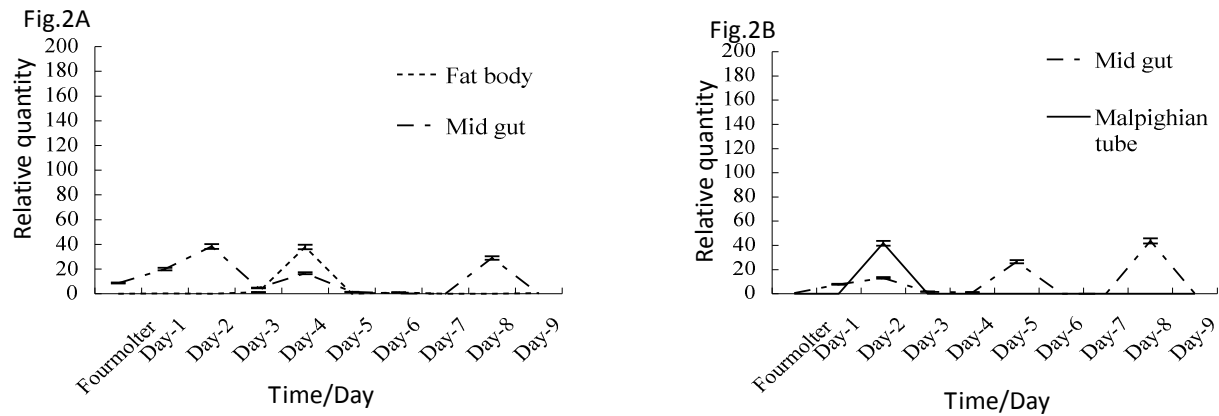 Fig.2A
200
180
160
140
120
100
80
60
40
20
0
Relative quantity
Fat body
Mid gut
Fourmolter
Day-1
Day-2
Day-3
Day-4
Day-5
Day-6
Day-7
Day-8
Day-9
Time/Day
Fig.2B
200
180
160
140
120
100
80
60
40
20
0
Relative quantity
Mid gut
Malpighian
tube
Fourmolter
Day-1
Day-2
Day-3
Day-4
Day-5
Day-6
Day-7
Day-8
Day-9
Time/Day